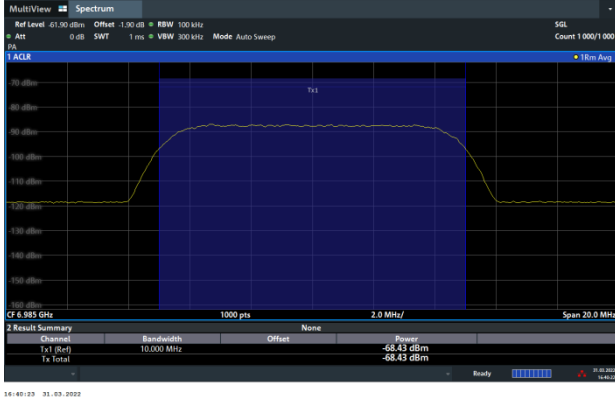 MultiView Spectrum
Ref Level -61.90 dBm Offset -1.90 dB RBW 100 kHz SGL
Att 0 dB SWT 1 ms VBW 300 kHz Mode Auto Sweep Count 1000/1000
PA
1 ACLR 1Rm Avg
Tx1
-70 dBm
-80 dBm
-90 dBm
-100 dBm
-110 dBm
-120 dBm
-130 dBm
-140 dBm
-150 dBm
-160 dBm
CF 6.985 GHz 1000 pts 2.0 MHz/ Span 20.0 MHz
2 Result Summary None
Channel Bandwidth Offset Power
Tx1 (Ref) 10.000 MHz -68.43 dBm
Tx Total -68.43 dBm
Ready 31.03.2022
16:40:22
16:40:23 31.03.2022